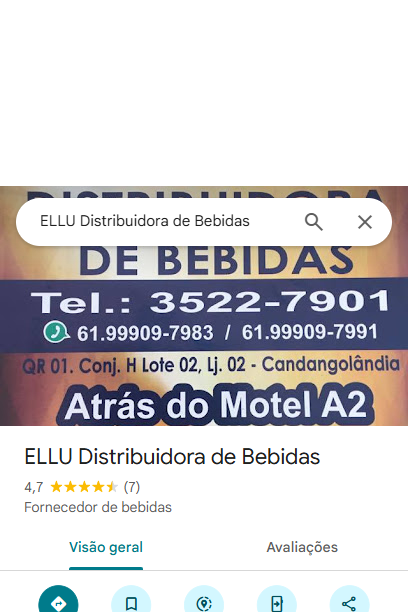 DISTRIBUIDORA
ELLU Distribuidora de Bebidas
DE BEBIDAS
Tel.: 3522-7901
61.99909-7983 / 61.99909-7991
QR 01. Conj. H Lote 02, Lj. 02 - Candangolândia
Atrás do Motel A2
ELLU Distribuidora de Bebidas
4,7 (7)
Fornecedor de bebidas
Visão geral Avaliações